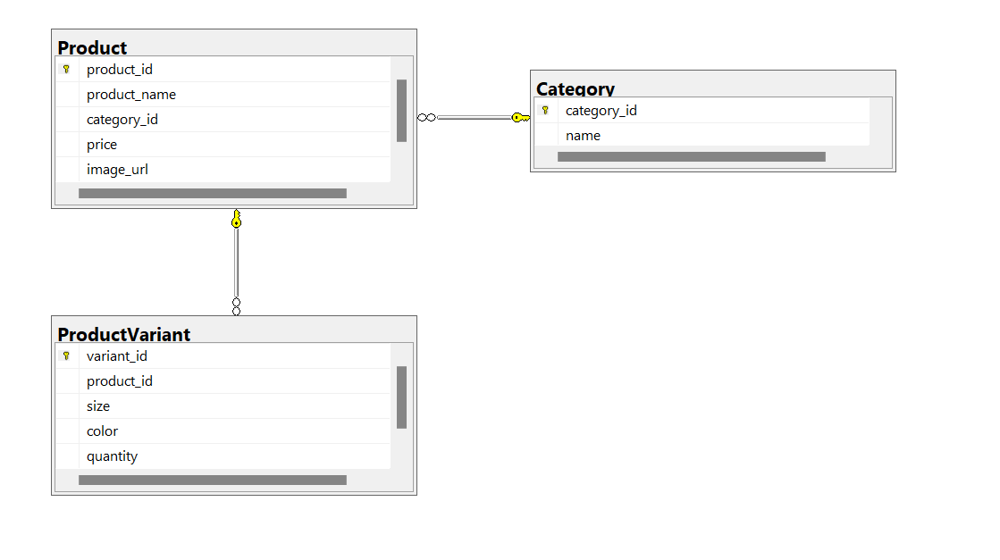 Product
product_id
product_name
category_id
price
image_url
Category
category_id
name
ProductVariant
variant_id
product_id
size
color
quantity